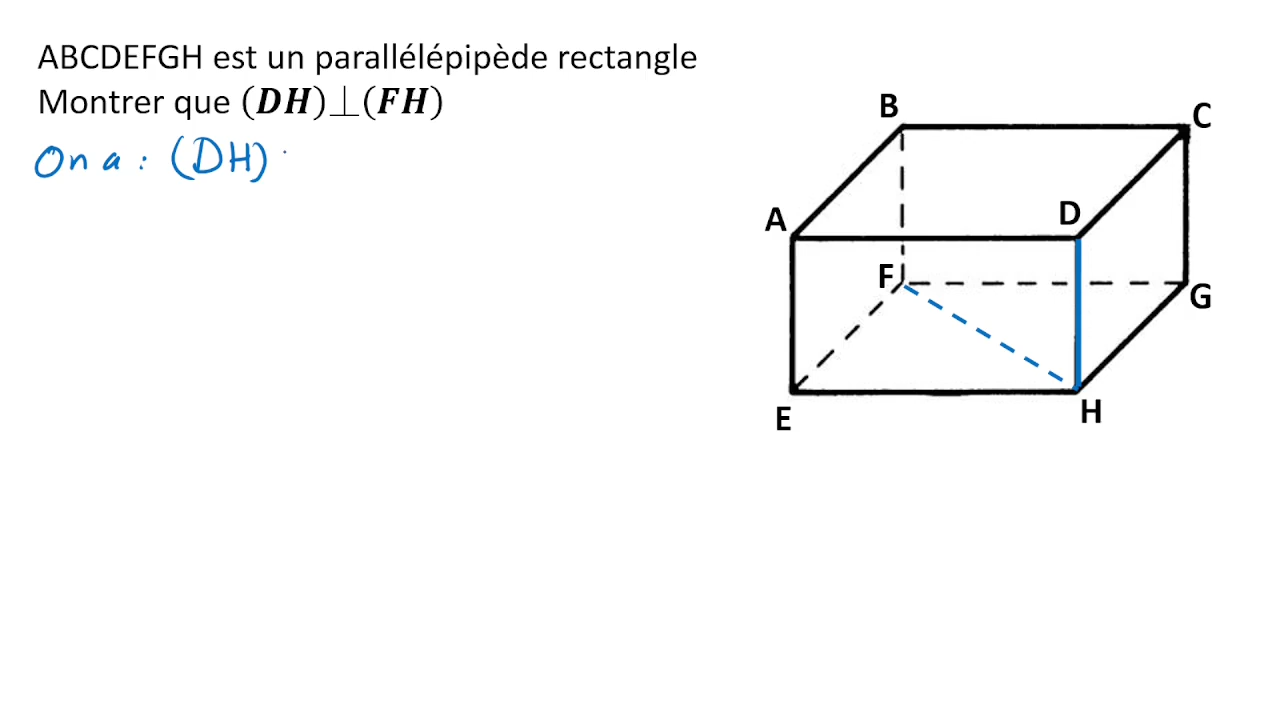 ABCDEFGH est un parallélépipède rectangle
Montrer que (DH)⊥(FH)
On a : (DH)
B
C
A
D
F
G
E
H